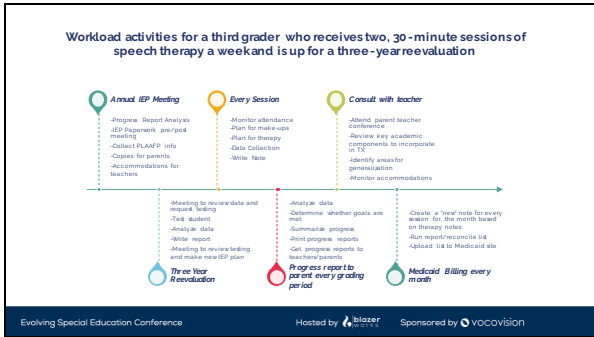 Workload activities for a third grader who receives two, 30-minute sessions of
speech therapy a week and is up for a three-year reevaluation
Annual IEP Meeting
-Progress Report Analysis
-IEP Paperwork pre/post
meeting
-Collect PLAAFP info
-Copies for parents
-Accommodations for
teachers
Every Session
-Monitor attendance
-Plan for make-ups
-Plan for therapy
-Data Collection
-Write Note
Consult with teacher
-Attend parent teacher
conference
-Review key academic
components to incorporate
in TX
-Identify areas for
generalization
-Monitor accommodations
-Meeting to review data and
request testing
-Test student
-Analyze data
-Write report
-Meeting to review testing
and make new IEP plan
Three Year
Reevaluation
-Analyze data
-Determine whether goals are
met
-Summarize progress
-Print progress reports
-Get progress reports to
teachers/parents
Progress report to
parent every grading
period
-Create a "new" note for every
session for the month based
on therapy notes
-Run report/reconcile list
-Upload list to Medicaid site
Medicaid Billing every
month
Evolving Special Education Conference
Hosted by blazer
works
Sponsored by vocovision